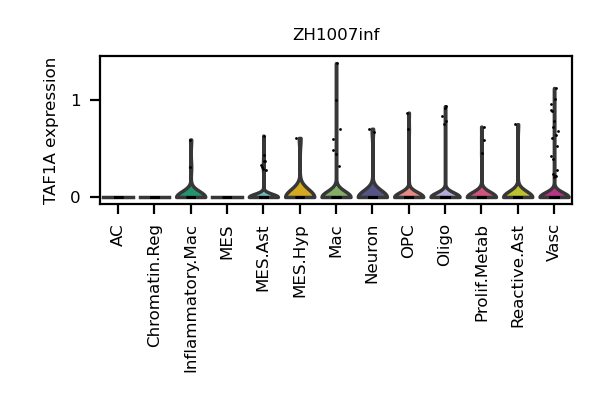 ZH1007inf
TAF1A expression
1
0
AC
Chromatin.Reg
Inflammatory.Mac
MES
MES.Ast
MES.Hyp
Mac
Neuron
OPC
Oligo
Prolif.Metab
Reactive.Ast
Vasc